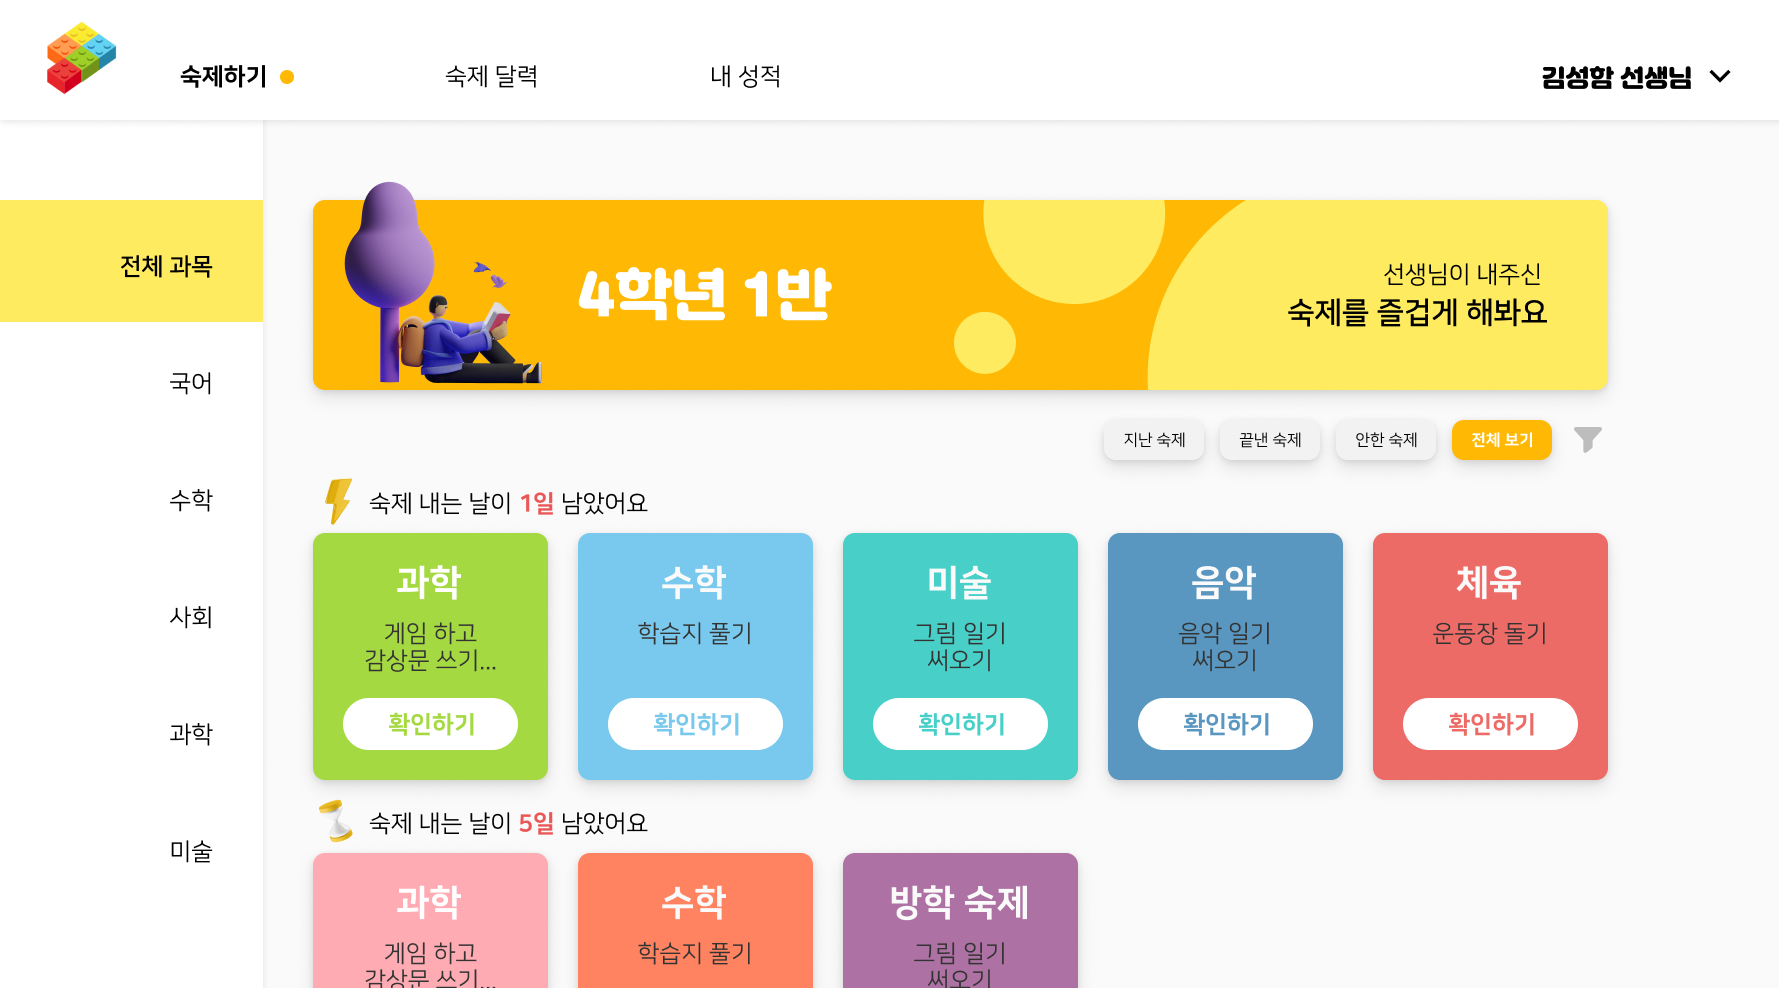 숙제하기
숙제 달력
내 성적
김성함 선생님
전체 과목
국어
수학
사회
과학
미술
4학년 1반
선생님이 내주신
숙제를 즐겁게 해봐요
지난 숙제
끝낸 숙제
안한 숙제
전체 보기
숙제 내는 날이 1일 남았어요
과학
게임 하고
감상문 쓰기...
확인하기
수학
학습지 풀기
확인하기
미술
그림 일기
써오기
확인하기
음악
음악 일기
써오기
확인하기
체육
운동장 돌기
확인하기
숙제 내는 날이 5일 남았어요
과학
게임 하고
감상문 쓰기...
수학
학습지 풀기
방학 숙제
그림 일기
써오기